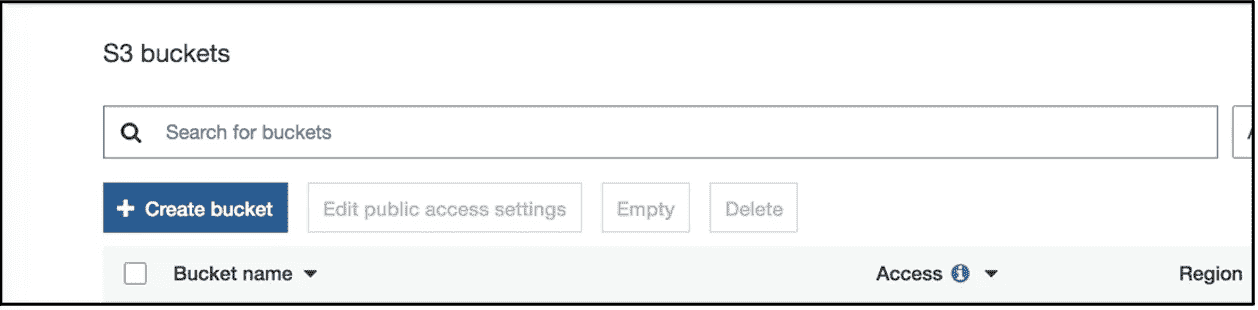 S3 buckets
Search for buckets
Create bucket Edit public access settings Empty Delete
Bucket name Access Region